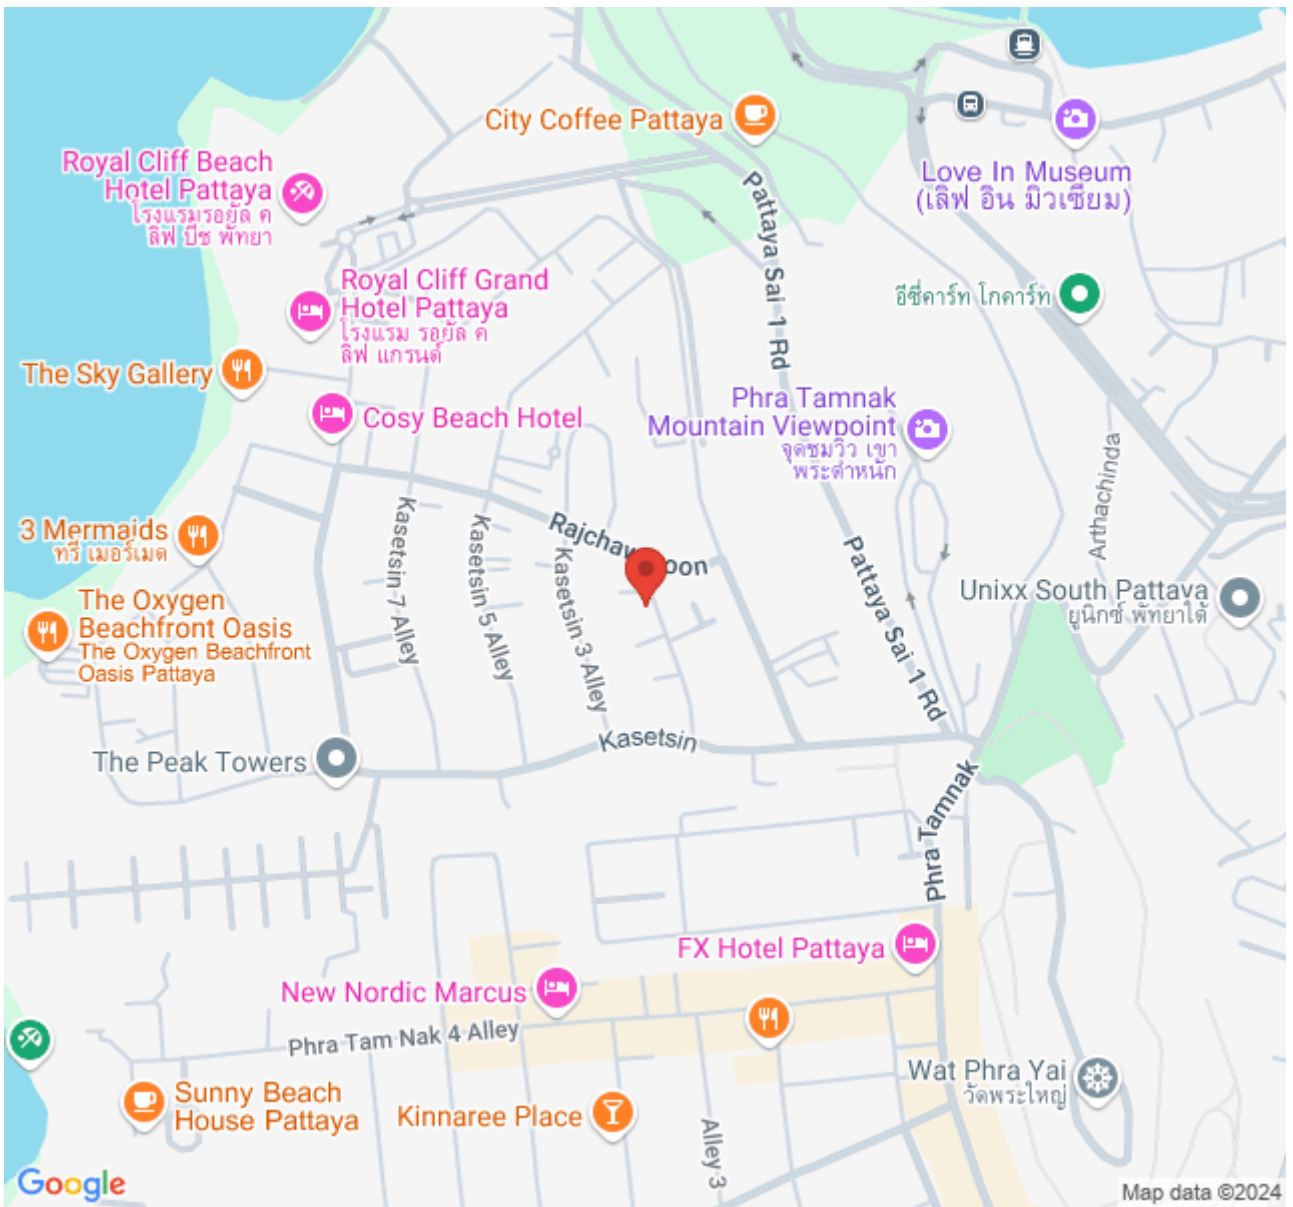 City Coffee Pattaya
Royal Cliff Beach
Hotel Pattaya
โรงแรมรอยัล ค
ลิฟ บีช พัทยา
Love In Museum
(เลิฟ อิน มิวเซียม)
Pattaya Sai 1 Rd
Royal Cliff Grand
Hotel Pattaya
โรงแรม รอยัล ค
ลิฟ แกรนด์
อีซี่คาร์ท โกคาร์ท
The Sky Gallery
Cosy Beach Hotel
Phra Tamnak
Mountain Viewpoint
จุดชมวิว เขา
พระตำหนัก
Arthachinda
3 Mermaids
ทรี เมอร์เมด
Kasetsin 7 Alley
Kasetsin 5 Alley
Kasetsin 3 Alley
Pattaya Sai 1 Rd
Unixx South Pattaya
ยูนิกซ์ พัทยาใต้
The Oxygen
Beachfront Oasis
The Oxygen Beachfront
Oasis Pattaya
Kasetsin
The Peak Towers
Phra Tamnak
FX Hotel Pattaya
New Nordic Marcus
Phra Tam Nak 4 Alley
Wat Phra Yai
วัดพระใหญ่
Sunny Beach
House Pattaya
Kinnaree Place
Alley 3
Google
Map data ©2024